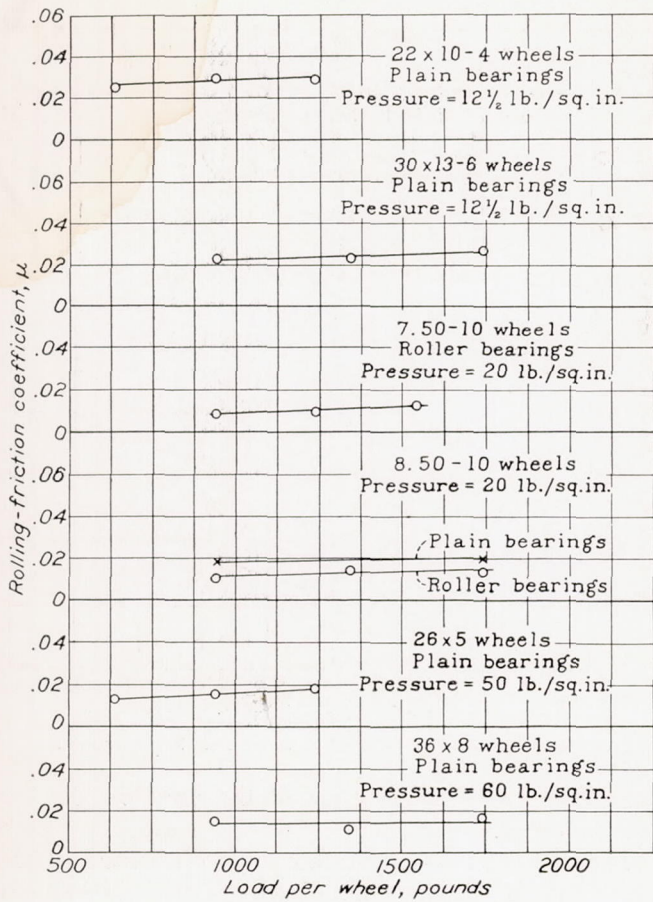 .06
.04
.02
0
22 x 10-4 wheels
Plain bearings
Pressure = 12½ lb./sq. in.
.06
.04
.02
0
30 x 13-6 wheels
Plain bearings
Pressure = 12½ lb./sq. in.
.04
.02
0
7.50-10 wheels
Roller bearings
Pressure = 20 lb./sq.in.
.06
.04
.02
0
8.50-10 wheels
Pressure = 20 lb./sq.in.
Plain bearings
Roller bearings
.04
.02
0
26 x 5 wheels
Plain bearings
Pressure = 50 lb./sq.in.
.04
.02
0
36 x 8 wheels
Plain bearings
Pressure = 60 lb./sq.in.
Rolling-friction coefficient, μ
500 1000 1500 2000
Load per wheel, pounds